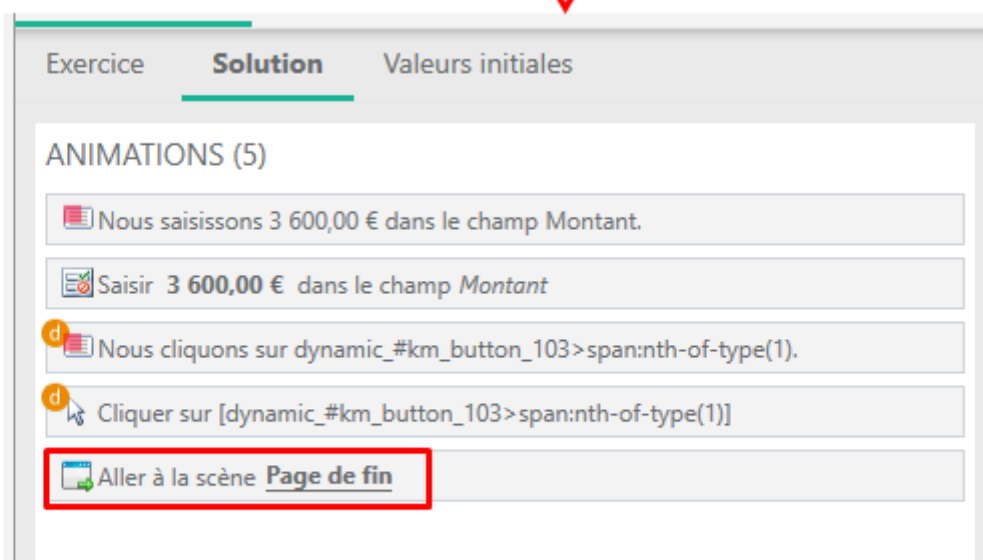 Exercice Solution Valeurs initiales
ANIMATIONS (5)
Nous saisissons 3 600,00 € dans le champ Montant.
Saisir 3 600,00 € dans le champ Montant
d
Nous cliquons sur dynamic_#km_button_103>span:nth-of-type(1).
d
Cliquer sur [dynamic_#km_button_103>span:nth-of-type(1)]
Aller à la scène Page de fin